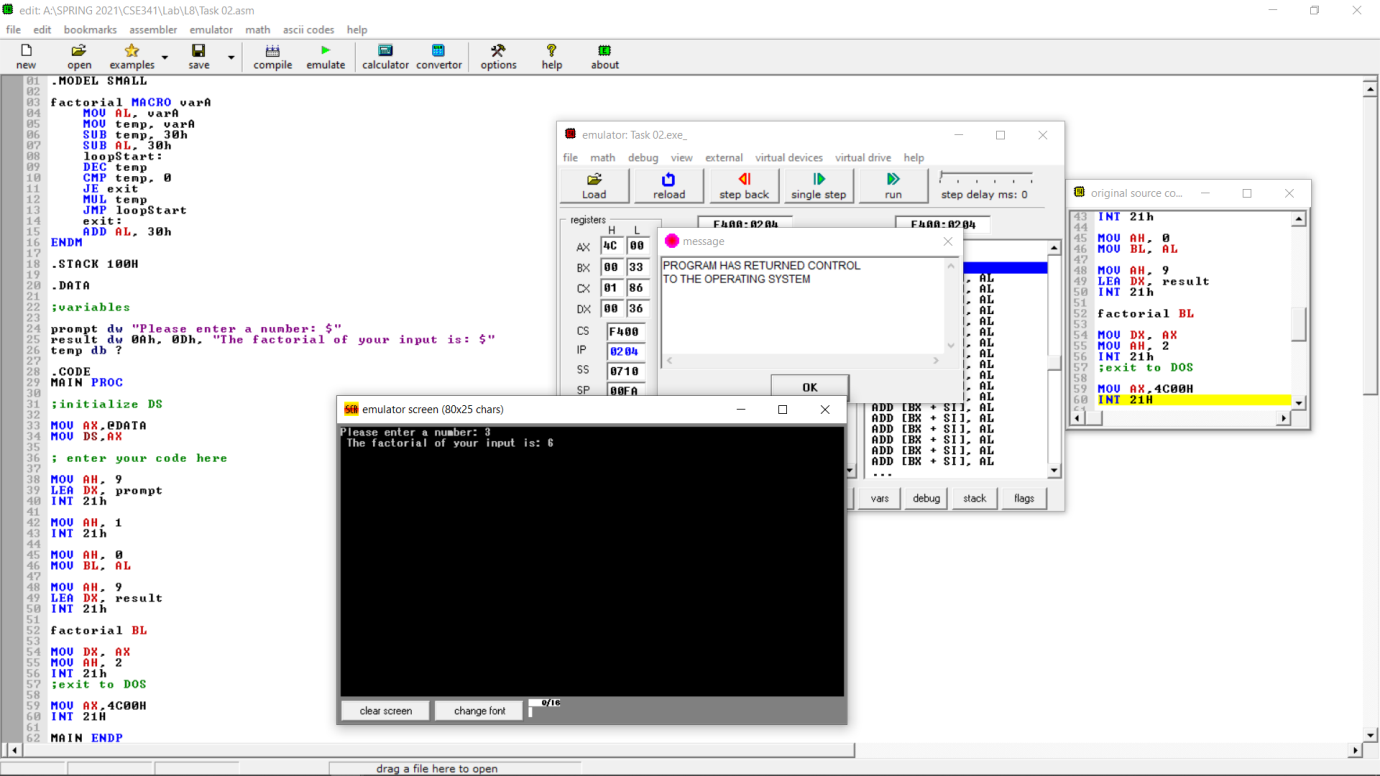 edit: A:\SPRING 2021\CSE341\Lab\L8\Task 02.asm
file edit bookmarks assembler emulator math ascii codes help
new open examples save compile emulate calculator convertor options help about
01 .MODEL SMALL
02
03 factorial MACRO varA
04 MOV AL, varA
05 MOV temp, varA
06 SUB temp, 30h
07 SUB AL, 30h
08 loopStart:
09 DEC temp
10 CMP temp, 0
11 JE exit
12 MUL temp
13 JMP loopStart
14 exit:
15 ADD AL, 30h
16 ENDM
17
18 .STACK 100H
19
20 .DATA
21
22 ;variables
23
24 prompt dw "Please enter a number: $"
25 result dw 0Ah, 0Dh, "The factorial of your input is: $"
26 temp db ?
27
28 .CODE
29 MAIN PROC
30
31 ;initialize DS
32
33 MOV AX,@DATA
34 MOV DS,AX
35
36 ; enter your code here
37
38 MOV AH, 9
39 LEA DX, prompt
40 INT 21h
41
42 MOV AH, 1
43 INT 21h
44
45 MOV AH, 0
46 MOV BL, AL
47
48 MOV AH, 9
49 LEA DX, result
50 INT 21h
51
52 factorial BL
53
54 MOV DX, AX
55 MOV AH, 2
56 INT 21h
57 ;exit to DOS
58
59 MOV AX,4C00H
60 INT 21H
61
62 MAIN ENDP
drag a file here to open
emulator: Task 02.exe_
file math debug view external virtual devices virtual drive help
Load reload step back single step run step delay ms: 0
registers F400:0204 F400:0204
H L
AX 4C 00
BX 00 33
CX 01 86
DX 00 36
CS F400
IP 0204
SS 0710
SP 00FA
, AL
, AL
, AL
, AL
, AL
, AL
, AL
, AL
, AL
, AL
, AL
, AL
ADD [BX + SI], AL
ADD [BX + SI], AL
ADD [BX + SI], AL
ADD [BX + SI], AL
ADD [BX + SI], AL
ADD [BX + SI], AL
...
vars debug stack flags
message
PROGRAM HAS RETURNED CONTROL
TO THE OPERATING SYSTEM
OK
emulator screen (80x25 chars)
Please enter a number: 3
The factorial of your input is: 6
clear screen change font 0/16
original source co...
43 INT 21h
44
45 MOV AH, 0
46 MOV BL, AL
47
48 MOV AH, 9
49 LEA DX, result
50 INT 21h
51
52 factorial BL
53
54 MOV DX, AX
55 MOV AH, 2
56 INT 21h
57 ;exit to DOS
58
59 MOV AX,4C00H
60 INT 21H